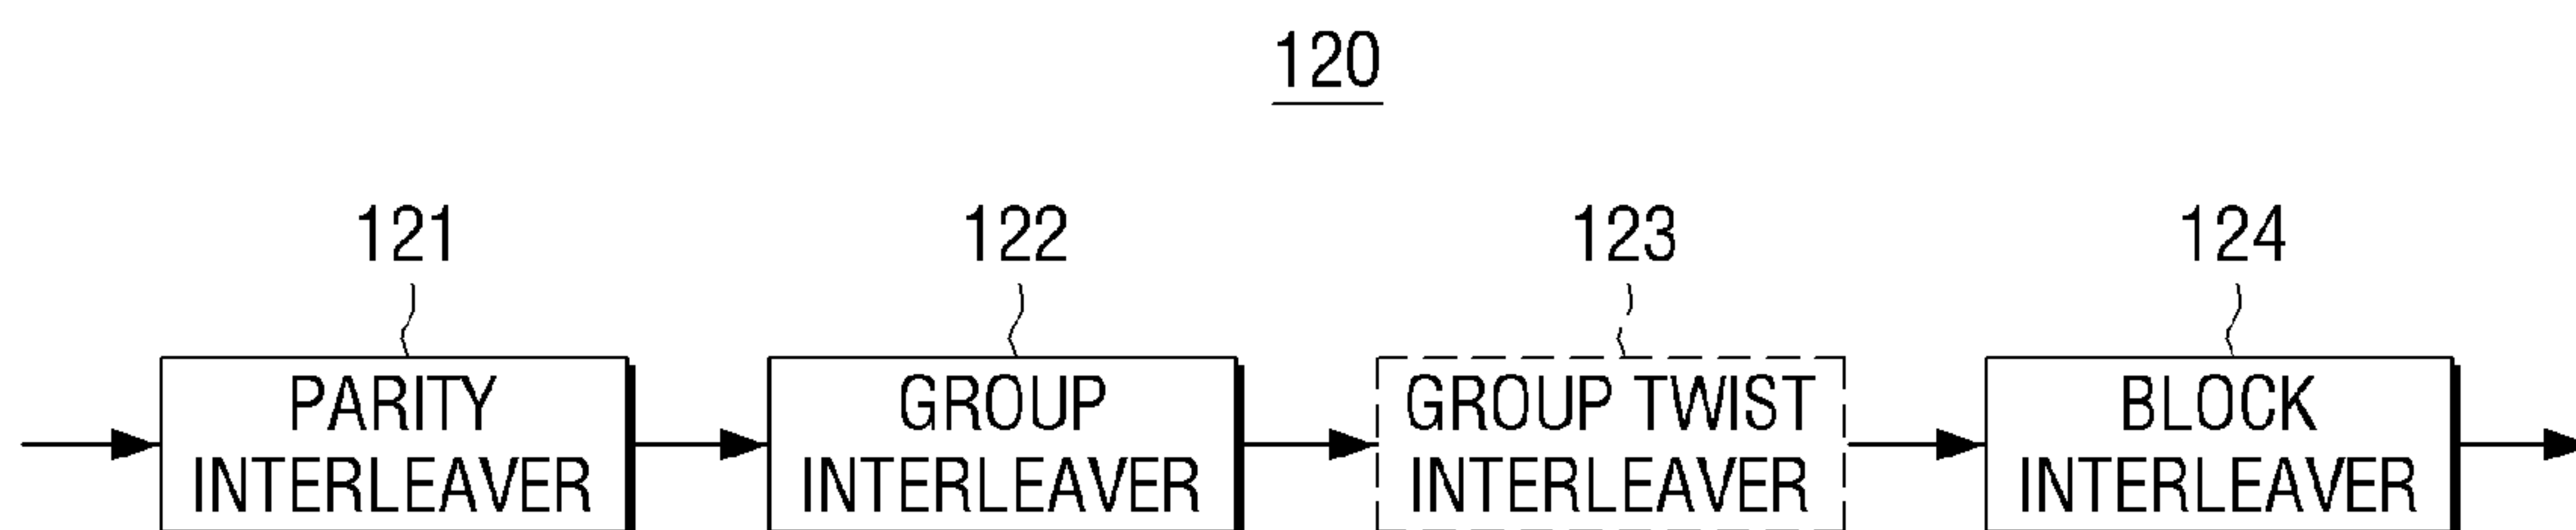 120
121
122
123
124
PARITY
INTERLEAVER
GROUP
INTERLEAVER
GROUP TWIST
INTERLEAVER
BLOCK
INTERLEAVER